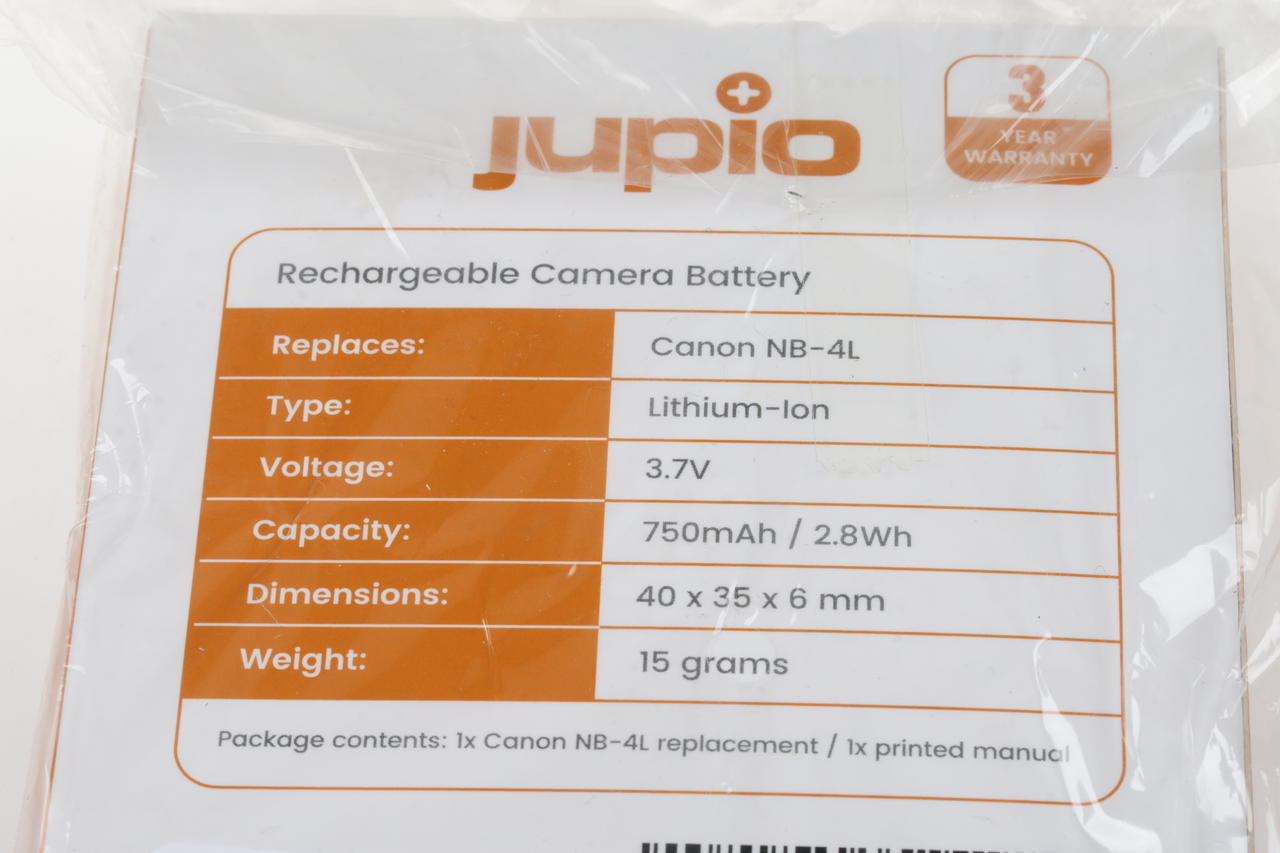 jupio
3
YEAR
WARRANTY
Rechargeable Camera Battery
Replaces: Canon NB-4L
Type: Lithium-Ion
Voltage: 3.7V
Capacity: 750mAh / 2.8Wh
Dimensions: 40 x 35 x 6 mm
Weight: 15 grams
Package contents: 1x Canon NB-4L replacement / 1x printed manual